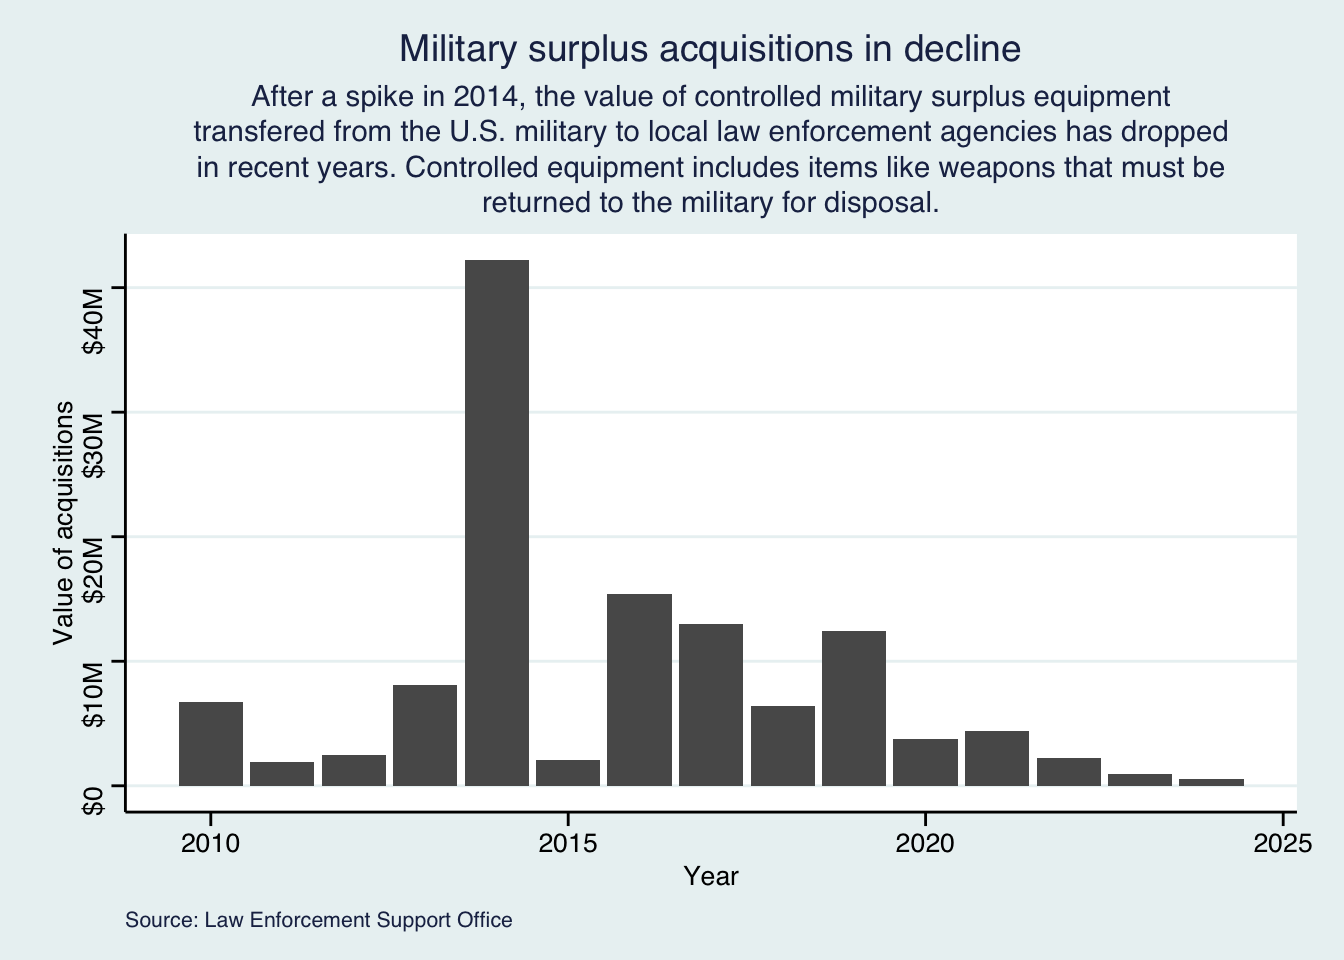 Military surplus acquisitions in decline
After a spike in 2014, the value of controlled military surplus equipment
transfered from the U.S. military to local law enforcement agencies has dropped
in recent years. Controlled equipment includes items like weapons that must be
returned to the military for disposal.
Value of acquisitions
$40M
$30M
$20M
$10M
$0
2010 2015 2020 2025
Year
Source: Law Enforcement Support Office